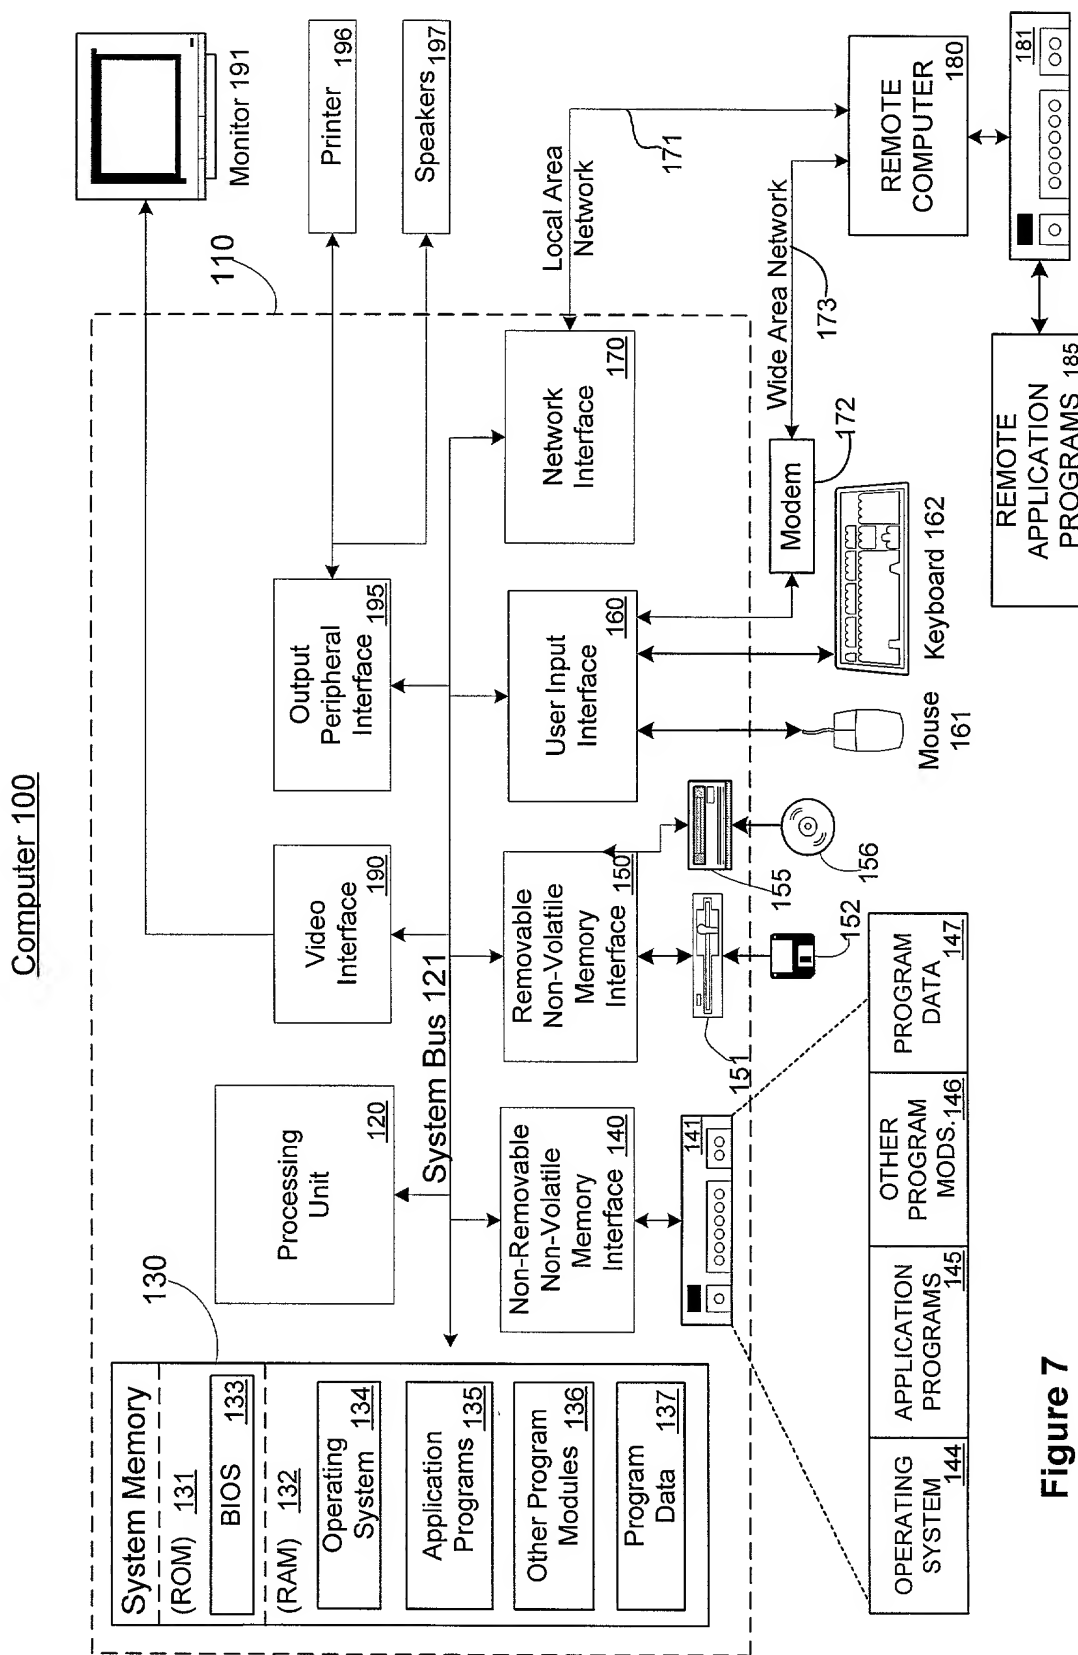 Computer 100
110
130
System Memory
(ROM) 131
BIOS 133
(RAM) 132
Operating
System 134
Application
Programs 135
Other Program
Modules 136
Program
Data 137
Processing
Unit
120
Video
Interface
190
Output
Peripheral
Interface
195
System Bus 121
Non-Removable
Non-Volatile
Memory
Interface 140
Removable
Non-Volatile
Memory
Interface 150
User Input
Interface
160
Network
Interface
170
Monitor 191
Printer 196
Speakers 197
Local Area
Network
171
Wide Area Network
173
Modem
172
141
151
152
155
156
Mouse
161
Keyboard 162
REMOTE
COMPUTER
180
181
REMOTE
APPLICATION
PROGRAMS 185
OPERATING
SYSTEM 144
APPLICATION
PROGRAMS 145
OTHER
PROGRAM
MODS. 146
PROGRAM
DATA 147
Figure 7